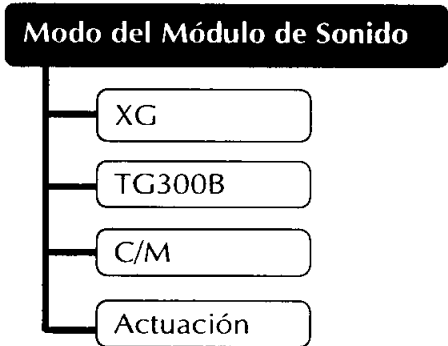 Modo del Módulo de Sonido
XG
TG300B
C/M
Actuación